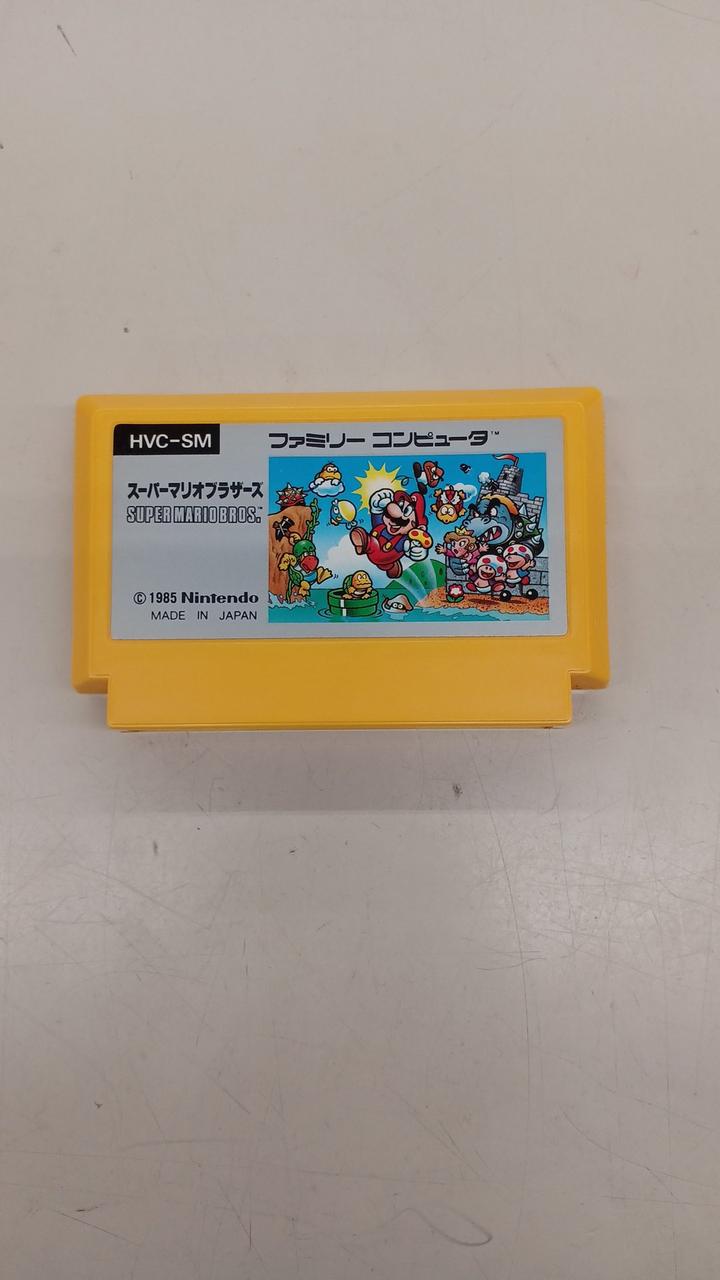 HVC-SM
ファミリー コンピュータ™
スーパーマリオブラザーズ
SUPER MARIO BROS.™
© 1985 Nintendo
MADE IN JAPAN